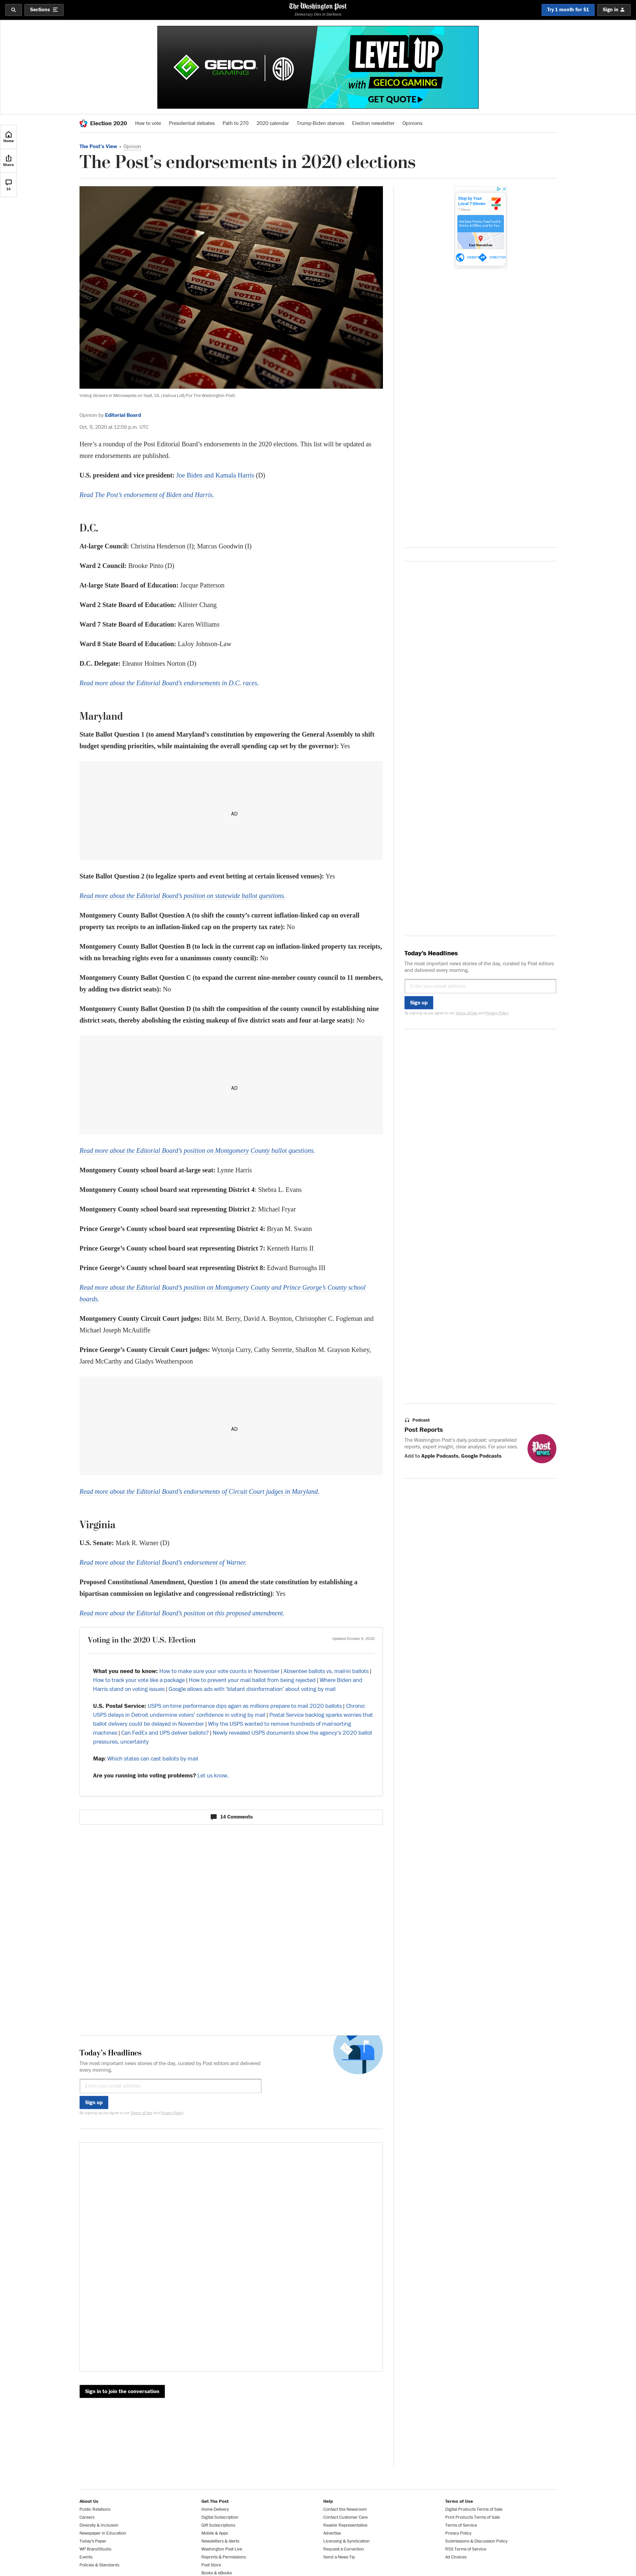 Sections
The Washington Post
Democracy Dies in Darkness
Try 1 month for $1
Sign in
GEICO
GAMING
LEVEL UP
with GEICO GAMING
GET QUOTE
Election 2020
How to vote
Presidential debates
Path to 270
2020 calendar
Trump-Biden stances
Election newsletter
Opinions
Home
Share
14
The Post's View • Opinion
The Post’s endorsements in 2020 elections
Voting stickers in Minneapolis on Sept. 18. (Joshua Lott/For The Washington Post)
Stop by Your
Local 7-Eleven
East Wenatchee
Opinion by Editorial Board
Oct. 9, 2020 at 12:59 p.m. UTC
Here’s a roundup of the Post Editorial Board’s endorsements in the 2020 elections. This list will be updated as
more endorsements are published.
U.S. president and vice president: Joe Biden and Kamala Harris (D)
Read The Post’s endorsement of Biden and Harris.
D.C.
At-large Council: Christina Henderson (I); Marcus Goodwin (I)
Ward 2 Council: Brooke Pinto (D)
At-large State Board of Education: Jacque Patterson
Ward 2 State Board of Education: Allister Chang
Ward 7 State Board of Education: Karen Williams
Ward 8 State Board of Education: LaJoy Johnson-Law
D.C. Delegate: Eleanor Holmes Norton (D)
Read more about the Editorial Board’s endorsements in D.C. races.
Maryland
State Ballot Question 1 (to amend Maryland’s constitution by empowering the General Assembly to shift
budget spending priorities, while maintaining the overall spending cap set by the governor): Yes
AD
State Ballot Question 2 (to legalize sports and event betting at certain licensed venues): Yes
Read more about the Editorial Board’s position on statewide ballot questions.
Montgomery County Ballot Question A (to shift the county’s current inflation-linked cap on overall
property tax receipts to an inflation-linked cap on the property tax rate): No
Montgomery County Ballot Question B (to lock in the current cap on inflation-linked property tax receipts,
with no breaching rights even for a unanimous county council): No
Montgomery County Ballot Question C (to expand the current nine-member county council to 11 members,
by adding two district seats): No
Montgomery County Ballot Question D (to shift the composition of the county council by establishing nine
district seats, thereby abolishing the existing makeup of five district seats and four at-large seats): No
AD
Read more about the Editorial Board’s position on Montgomery County ballot questions.
Montgomery County school board at-large seat: Lynne Harris
Montgomery County school board seat representing District 4: Shebra L. Evans
Montgomery County school board seat representing District 2: Michael Fryar
Prince George’s County school board seat representing District 4: Bryan M. Swann
Prince George’s County school board seat representing District 7: Kenneth Harris II
Prince George’s County school board seat representing District 8: Edward Burroughs III
Read more about the Editorial Board’s position on Montgomery County and Prince George’s County school
boards.
Montgomery County Circuit Court judges: Bibi M. Berry, David A. Boynton, Christopher C. Fogleman and
Michael Joseph McAuliffe
Prince George’s County Circuit Court judges: Wytonja Curry, Cathy Serrette, ShaRon M. Grayson Kelsey,
Jared McCarthy and Gladys Weatherspoon
AD
Read more about the Editorial Board’s endorsements of Circuit Court judges in Maryland.
Virginia
U.S. Senate: Mark R. Warner (D)
Read more about the Editorial Board’s endorsement of Warner.
Proposed Constitutional Amendment, Question 1 (to amend the state constitution by establishing a
bipartisan commission on legislative and congressional redistricting): Yes
Read more about the Editorial Board’s position on this proposed amendment.
Voting in the 2020 U.S. Election
Updated October 9, 2020
What you need to know: How to make sure your vote counts in November | Absentee ballots vs. mail-in ballots |
How to track your vote like a package | How to prevent your mail ballot from being rejected | Where Biden and
Harris stand on voting issues | Google allows ads with ‘blatant disinformation’ about voting by mail
U.S. Postal Service: USPS on-time performance dips again as millions prepare to mail 2020 ballots | Chronic
USPS delays in Detroit undermine voters’ confidence in voting by mail | Postal Service backlog sparks worries that
ballot delivery could be delayed in November | Why the USPS wanted to remove hundreds of mail-sorting
machines | Can FedEx and UPS deliver ballots? | Newly revealed USPS documents show the agency’s 2020 ballot
pressures, uncertainty
Map: Which states can cast ballots by mail
Are you running into voting problems? Let us know.
14 Comments
Today’s Headlines
The most important news stories of the day, curated by Post editors and delivered
every morning.
Enter your email address
Sign up
By signing up you agree to our Terms of Use and Privacy Policy
Sign in to join the conversation
Today’s Headlines
The most important news stories of the day, curated by Post editors
and delivered every morning.
Enter your email address
Sign up
By signing up you agree to our Terms of Use and Privacy Policy
Podcast
Post Reports
The Washington Post’s daily podcast: unparalleled
reports, expert insight, clear analysis. For your ears.
Add to Apple Podcasts, Google Podcasts
Post
REPORTS
About Us
Public Relations
Careers
Diversity & Inclusion
Newspaper in Education
Today's Paper
WP BrandStudio
Events
Policies & Standards
Get The Post
Home Delivery
Digital Subscription
Gift Subscriptions
Mobile & Apps
Newsletters & Alerts
Washington Post Live
Reprints & Permissions
Post Store
Books & eBooks
Help
Contact the Newsroom
Contact Customer Care
Reader Representative
Advertise
Licensing & Syndication
Request a Correction
Send a News Tip
Terms of Use
Digital Products Terms of Sale
Print Products Terms of Sale
Terms of Service
Privacy Policy
Submissions & Discussion Policy
RSS Terms of Service
Ad Choices